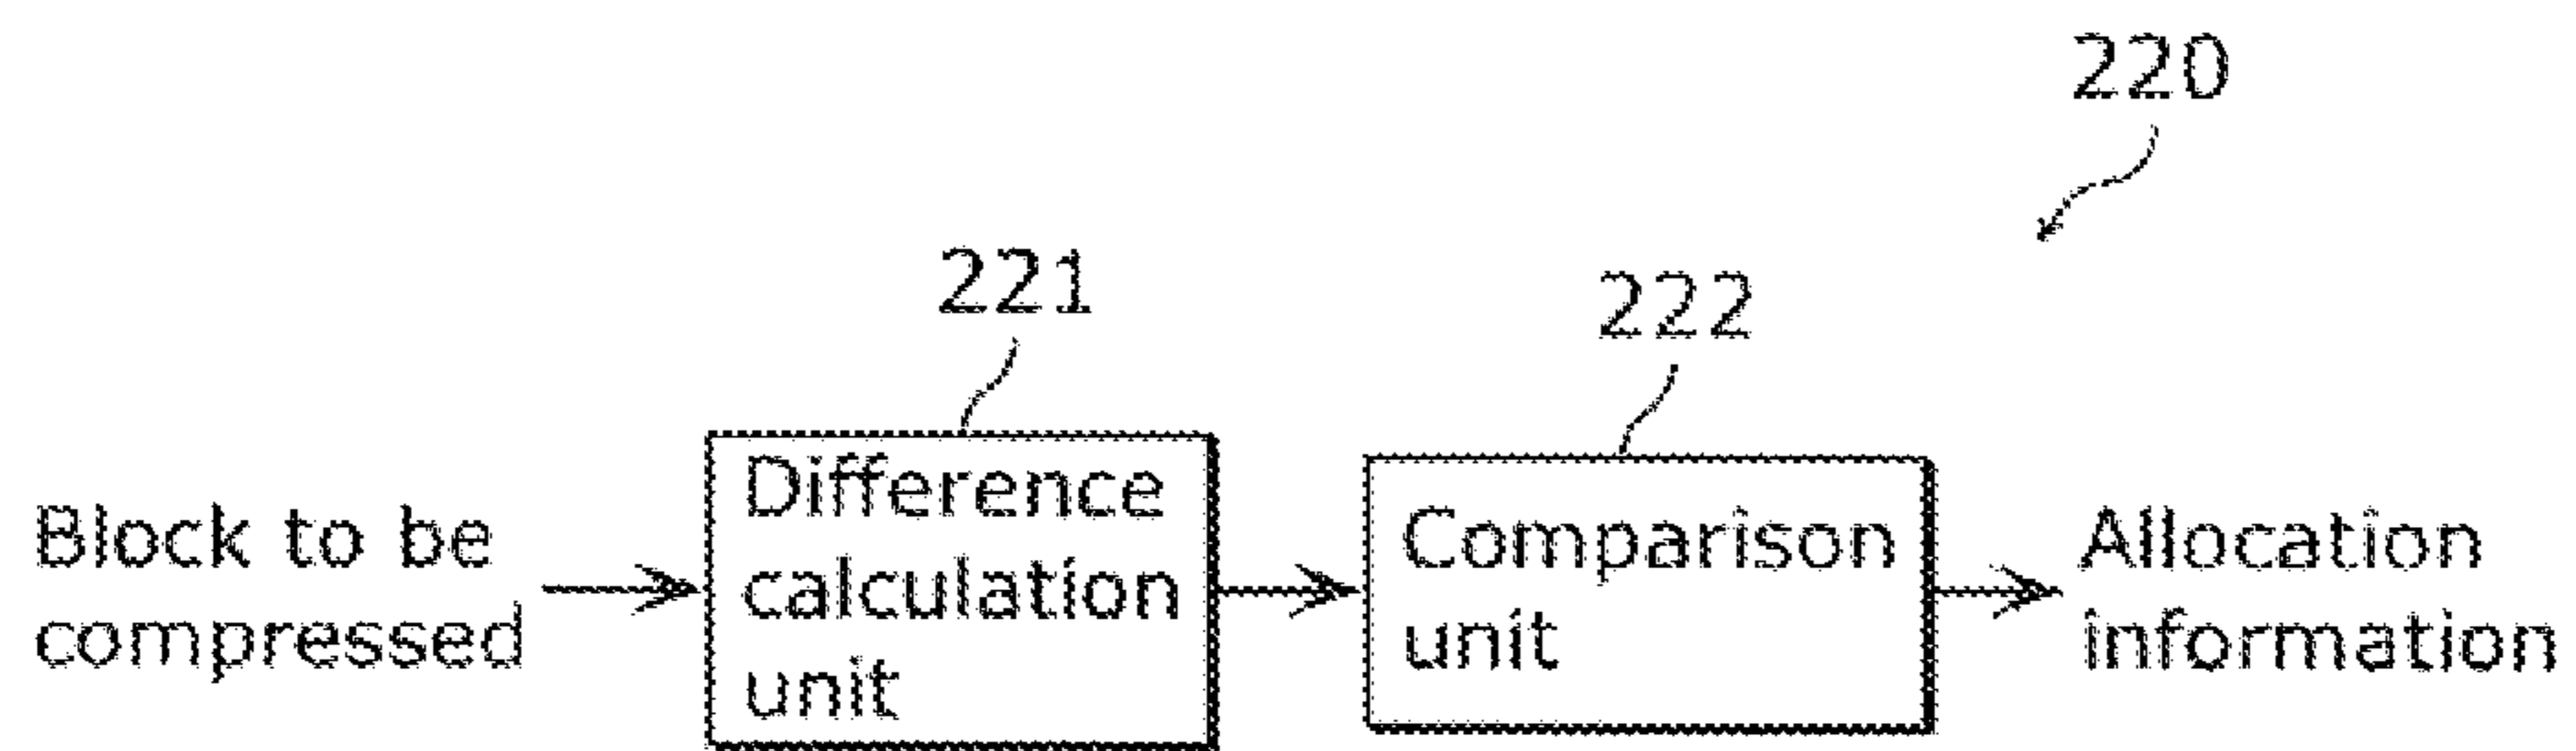 220
221
222
Block to be
compressed
Difference
calculation
unit
Comparison
unit
Allocation
information